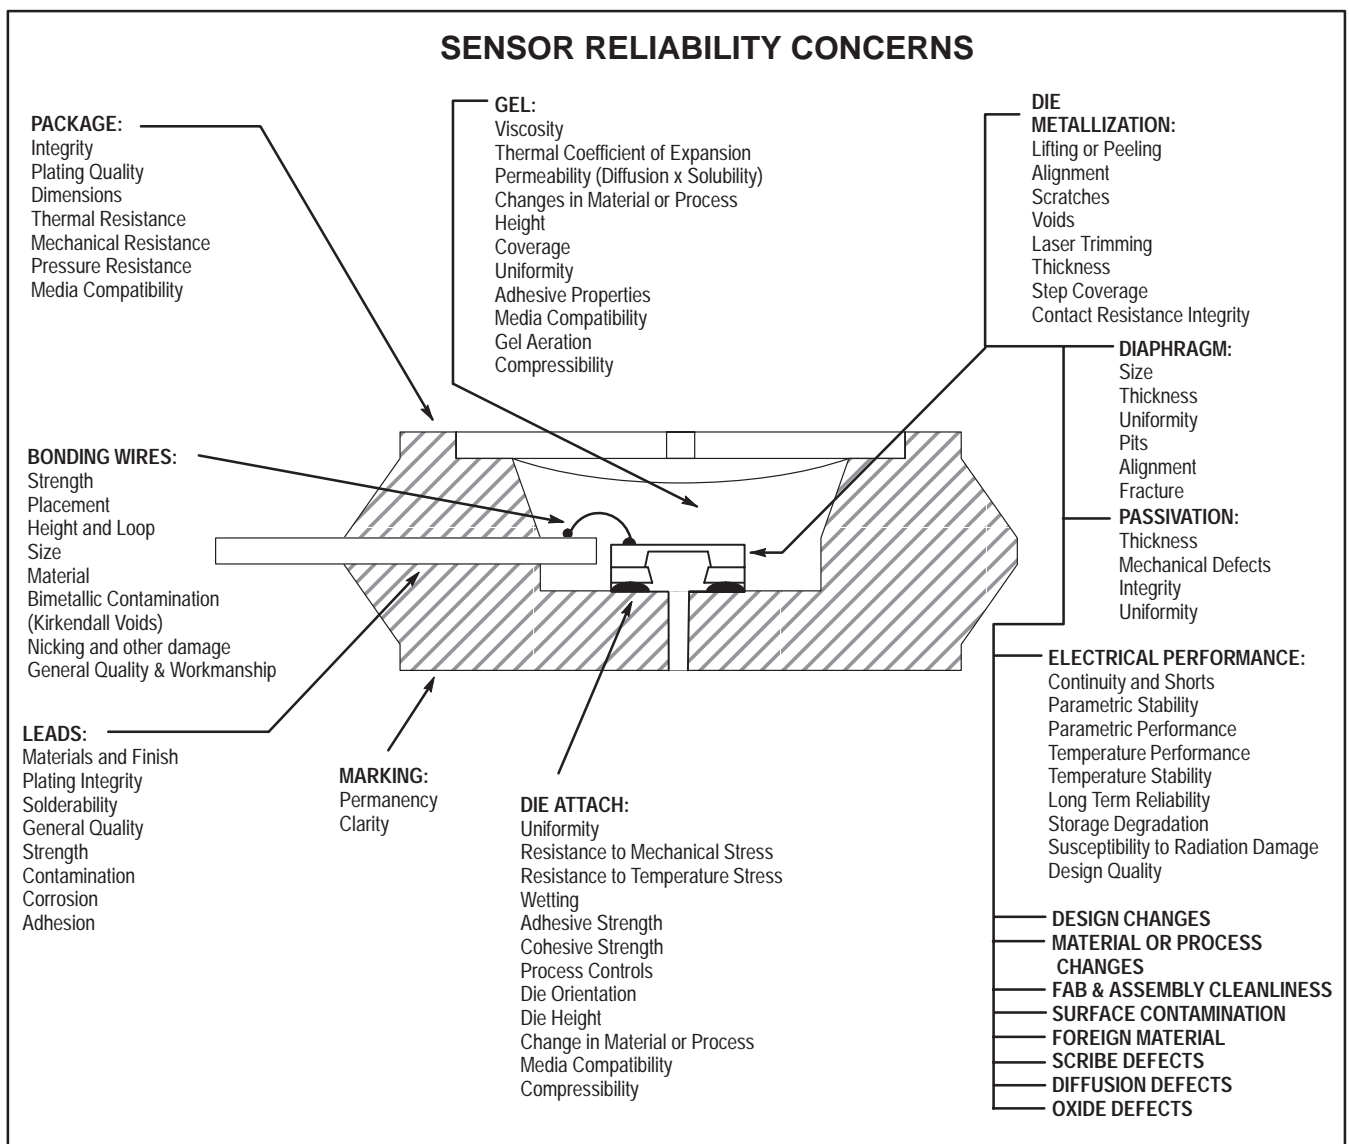 SENSOR RELIABILITY CONCERNS
PACKAGE:
Integrity
Plating Quality
Dimensions
Thermal Resistance
Mechanical Resistance
Pressure Resistance
Media Compatibility
GEL:
Viscosity
Thermal Coefficient of Expansion
Permeability (Diffusion x Solubility)
Changes in Material or Process
Height
Coverage
Uniformity
Adhesive Properties
Media Compatibility
Gel Aeration
Compressibility
DIE
METALLIZATION:
Lifting or Peeling
Alignment
Scratches
Voids
Laser Trimming
Thickness
Step Coverage
Contact Resistance Integrity
DIAPHRAGM:
Size
Thickness
Uniformity
Pits
Alignment
Fracture
PASSIVATION:
Thickness
Mechanical Defects
Integrity
Uniformity
BONDING WIRES:
Strength
Placement
Height and Loop
Size
Material
Bimetallic Contamination
(Kirkendall Voids)
Nicking and other damage
General Quality & Workmanship
LEADS:
Materials and Finish
Plating Integrity
Solderability
General Quality
Strength
Contamination
Corrosion
Adhesion
MARKING:
Permanency
Clarity
DIE ATTACH:
Uniformity
Resistance to Mechanical Stress
Resistance to Temperature Stress
Wetting
Adhesive Strength
Cohesive Strength
Process Controls
Die Orientation
Die Height
Change in Material or Process
Media Compatibility
Compressibility
ELECTRICAL PERFORMANCE:
Continuity and Shorts
Parametric Stability
Parametric Performance
Temperature Performance
Temperature Stability
Long Term Reliability
Storage Degradation
Susceptibility to Radiation Damage
Design Quality
DESIGN CHANGES
MATERIAL OR PROCESS
CHANGES
FAB & ASSEMBLY CLEANLINESS
SURFACE CONTAMINATION
FOREIGN MATERIAL
SCRIBE DEFECTS
DIFFUSION DEFECTS
OXIDE DEFECTS